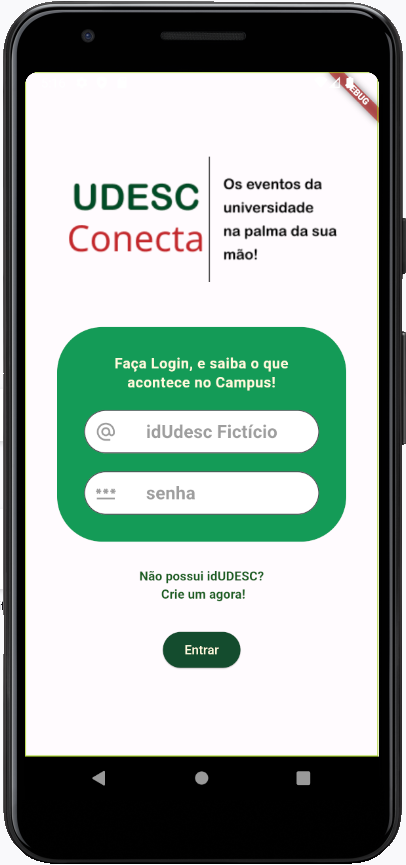 UDESC
Conecta
Os eventos da
universidade
na palma da sua
mão!
Faça Login, e saiba o que
acontece no Campus!
@ idUdesc Fictício
*** senha
Não possui idUDESC?
Crie um agora!
Entrar